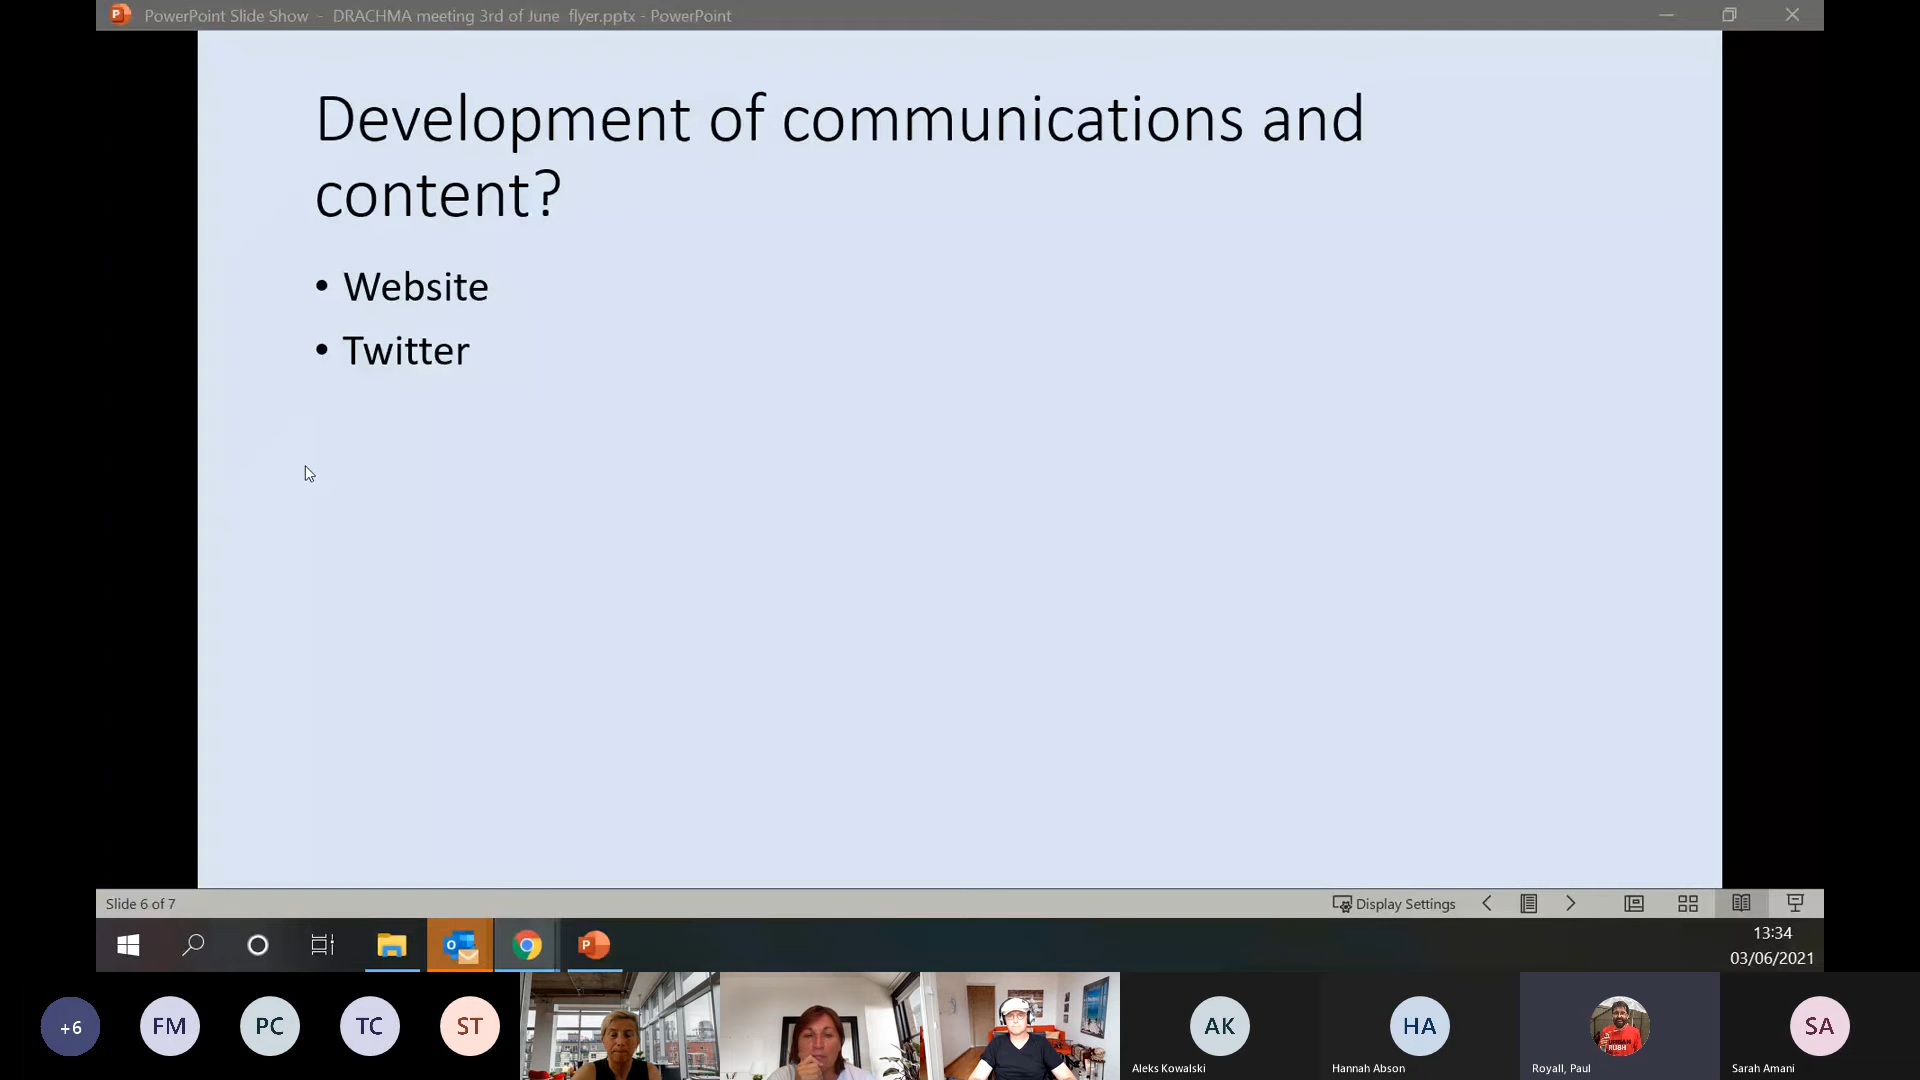 PowerPoint Slide Show - DRACHMA meeting 3rd of June flyer.pptx - PowerPoint
Development of communications and
content?
• Website
• Twitter
Slide 6 of 7
Display Settings
13:34
03/06/2021
+6
FM
PC
TC
ST
AK
HA
SA
Aleks Kowalski
Hannah Abson
Royall, Paul
Sarah Amani